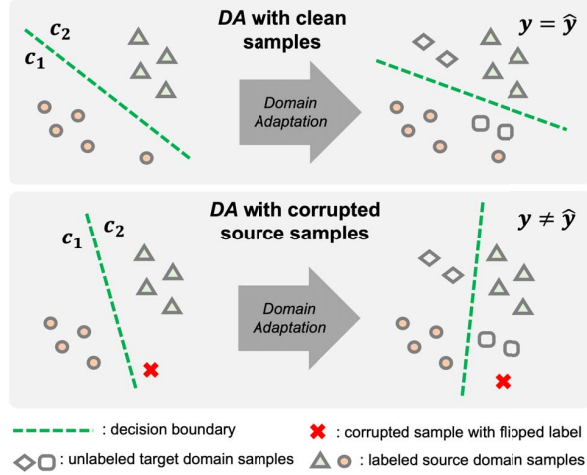 DA with clean
samples
y = ŷ
c₂
c₁
Domain
Adaptation
DA with corrupted
source samples
y ≠ ŷ
c₁ c₂
Domain
Adaptation
: decision boundary
: corrupted sample with flipped label
: unlabeled target domain samples
: labeled source domain samples